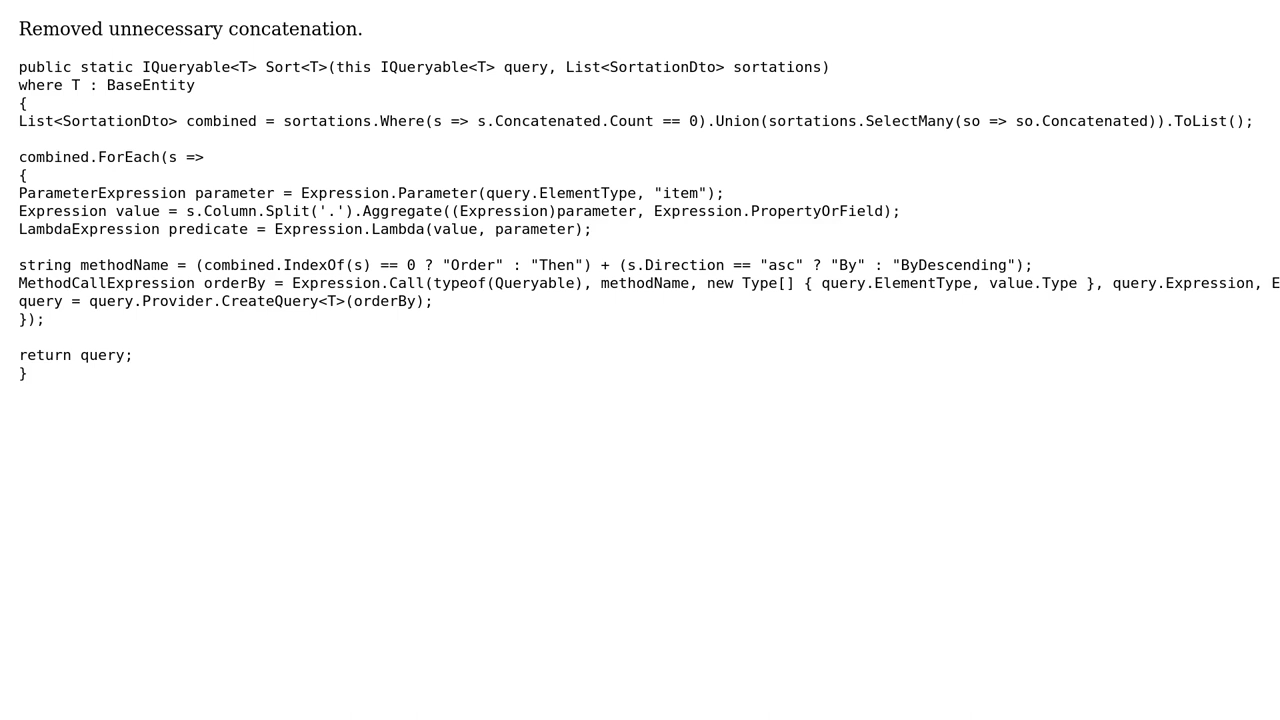 Removed unnecessary concatenation.
public static IQueryable<T> Sort<T>(this IQueryable<T> query, List<SortationDto> sortations)
where T : BaseEntity
{
List<SortationDto> combined = sortations.Where(s => s.Concatenated.Count == 0).Union(sortations.SelectMany(so => so.Concatenated)).ToList();
combined.ForEach(s =>
{
ParameterExpression parameter = Expression.Parameter(query.ElementType, "item");
Expression value = s.Column.Split('.').Aggregate((Expression)parameter, Expression.PropertyOrField);
LambdaExpression predicate = Expression.Lambda(value, parameter);
string methodName = (combined.IndexOf(s) == 0 ? "Order" : "Then") + (s.Direction == "asc" ? "By" : "ByDescending");
MethodCallExpression orderBy = Expression.Call(typeof(Queryable), methodName, new Type[] { query.ElementType, value.Type }, query.Expression, E
query = query.Provider.CreateQuery<T>(orderBy);
});
return query;
}